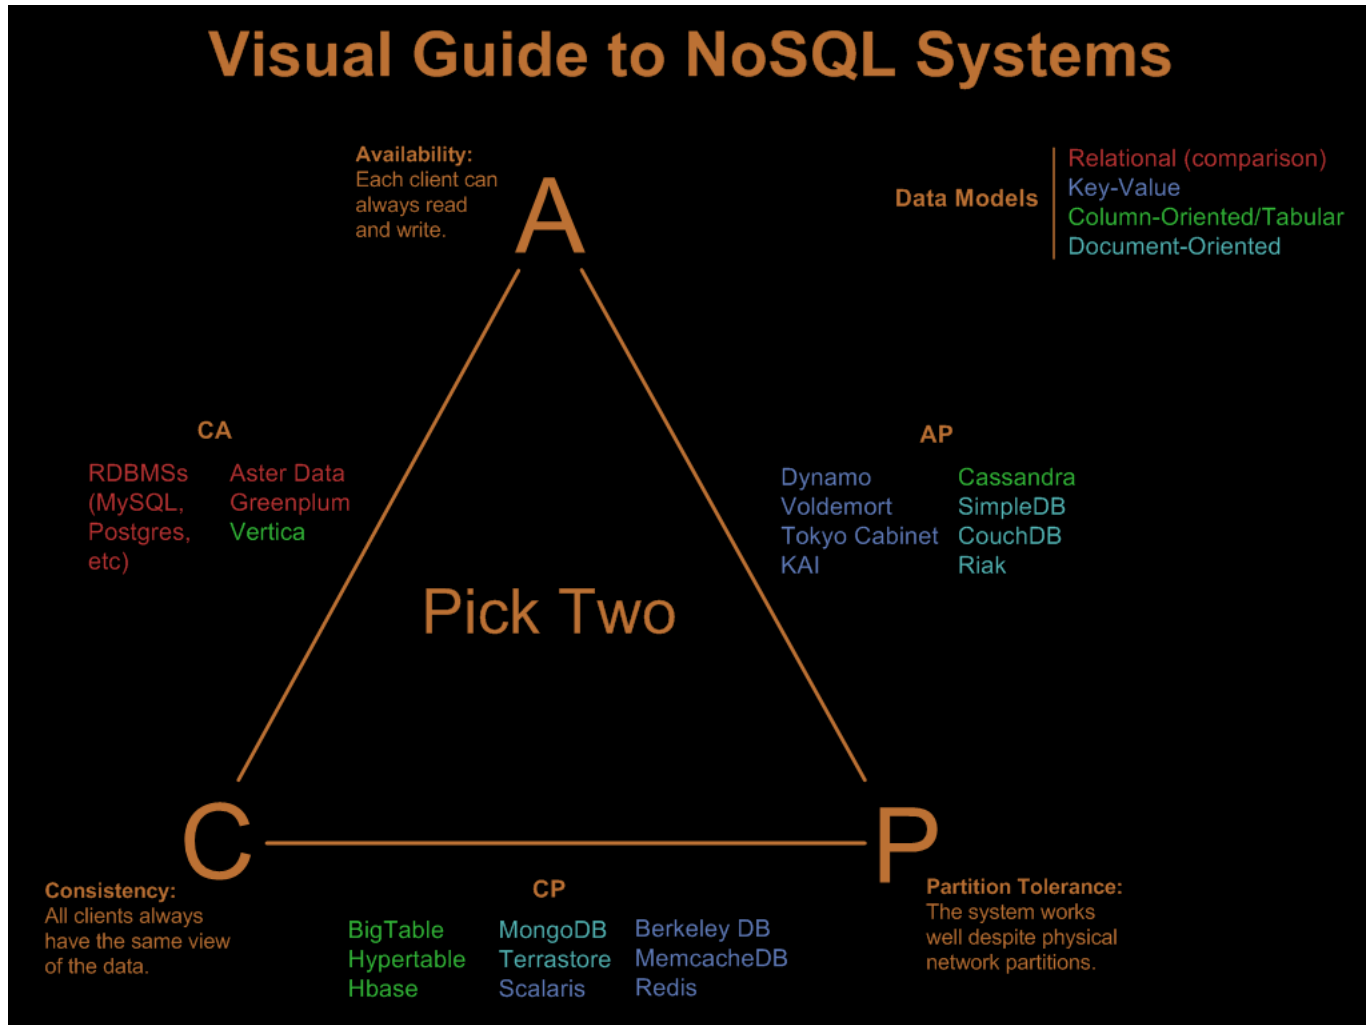 Visual Guide to NoSQL Systems
Availability:
Each client can
always read
and write.
A
Data Models
Relational (comparison)
Key-Value
Column-Oriented/Tabular
Document-Oriented
CA
RDBMSs
(MySQL,
Postgres,
etc)
Aster Data
Greenplum
Vertica
AP
Dynamo
Voldemort
Tokyo Cabinet
KAI
Cassandra
SimpleDB
CouchDB
Riak
Pick Two
C
Consistency:
All clients always
have the same view
of the data.
CP
BigTable
Hypertable
Hbase
MongoDB
Terrastore
Scalaris
Berkeley DB
MemcacheDB
Redis
P
Partition Tolerance:
The system works
well despite physical
network partitions.